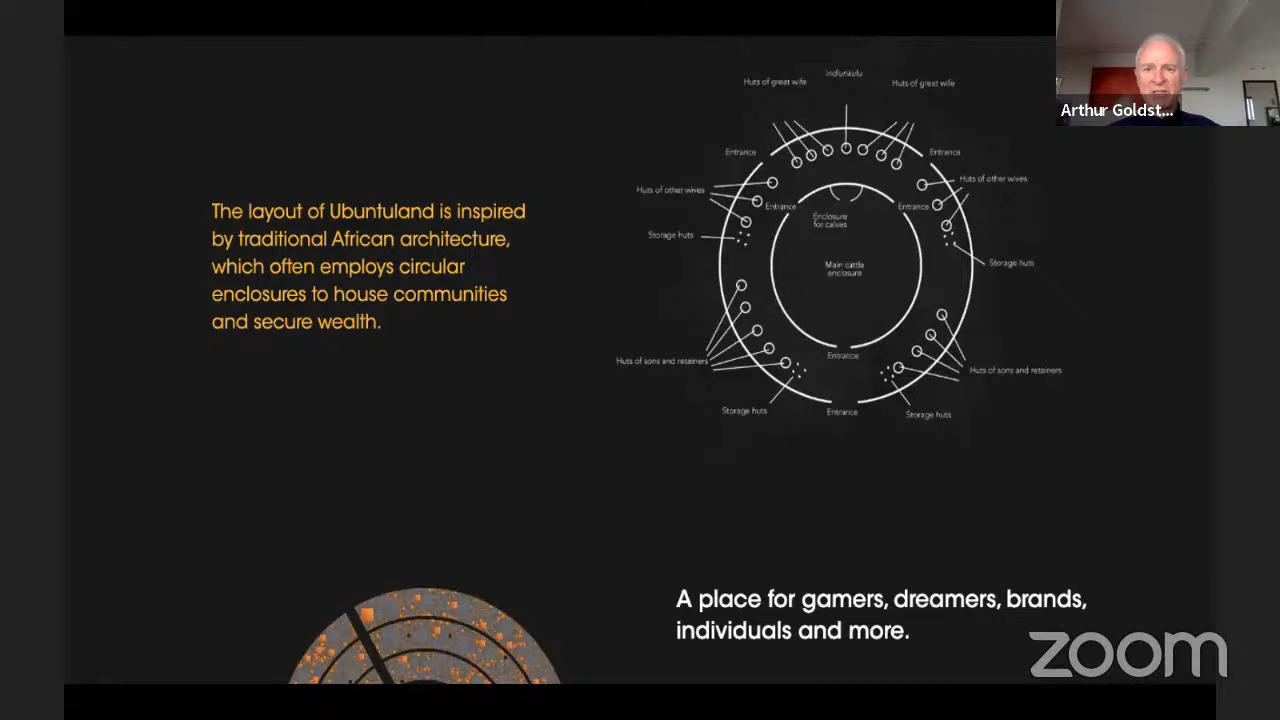 Arthur Goldst...
Huts of great wife
Indlunkulu
Huts of great wife
Entrance
Entrance
Huts of other wives
Huts of other wives
Entrance
Entrance
Enclosure
for calves
Storage huts
Storage huts
Main cattle
enclosure
Huts of sons and retainers
Entrance
Huts of sons and retainers
Storage huts
Entrance
Storage huts
The layout of Ubuntuland is inspired
by traditional African architecture,
which often employs circular
enclosures to house communities
and secure wealth.
A place for gamers, dreamers, brands,
individuals and more.
zoom